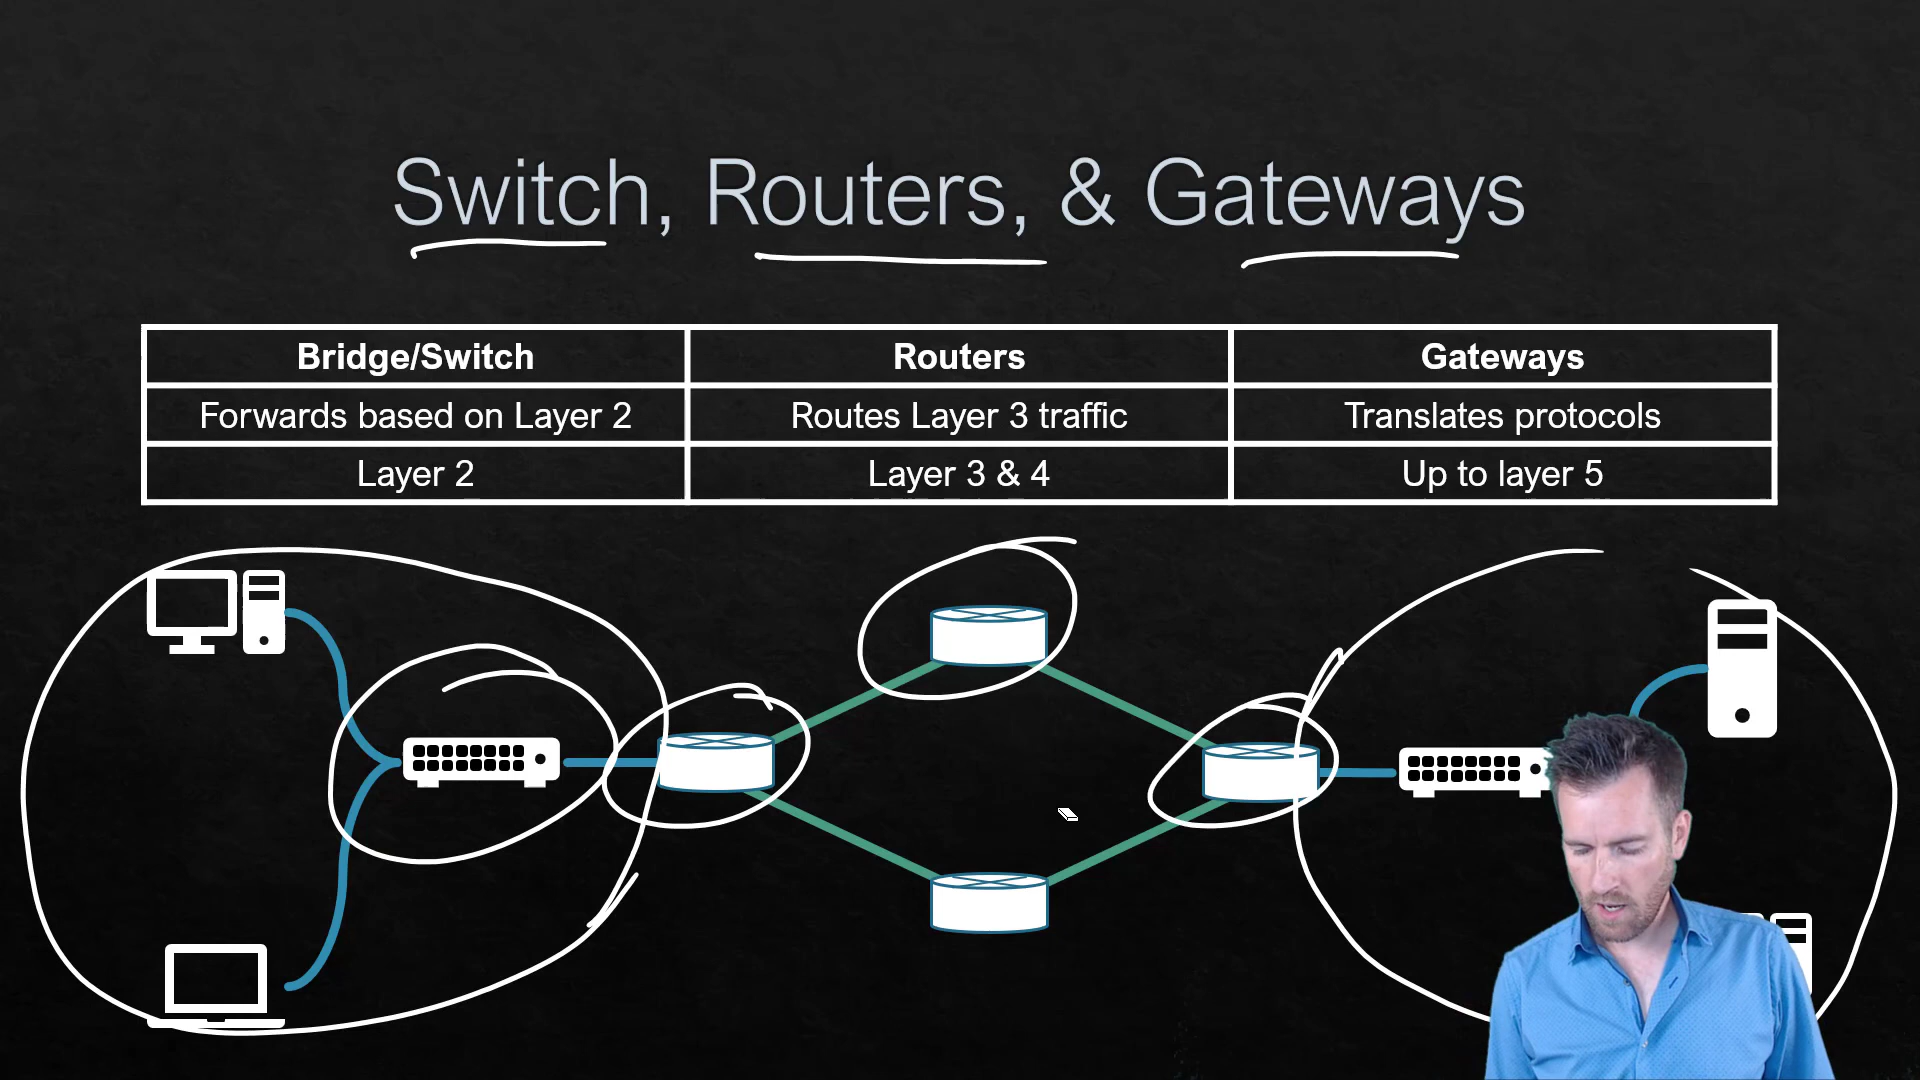 Switch, Routers, & Gateways
Bridge/Switch Routers Gateways
Forwards based on Layer 2 Routes Layer 3 traffic Translates protocols
Layer 2 Layer 3 & 4 Up to layer 5